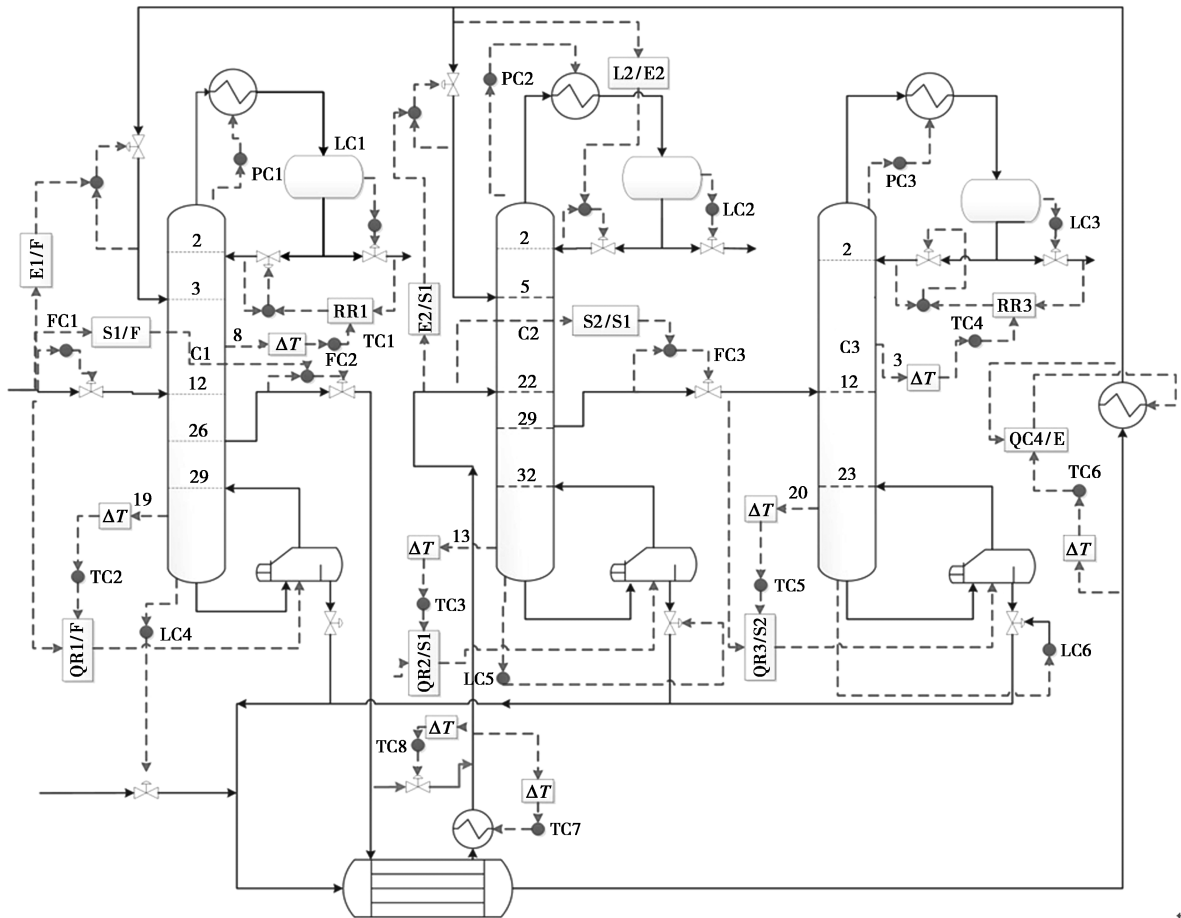 L2/E2
PC2
LC1
PC1
PC3
LC2
LC3
2
2
2
E1/F
3
5
E2/S1
FC1
S1/F
8
ΔT
RR1
TC1
S2/S1
RR3
TC4
C1
C2
C3
3
ΔT
FC2
FC3
12
22
12
26
29
QC4/E
29
32
23
TC6
19
ΔT
13
ΔT
20
ΔT
ΔT
TC2
TC3
TC5
LC4
QR1/F
QR2/S1
LC5
QR3/S2
LC6
ΔT
TC8
ΔT
TC7